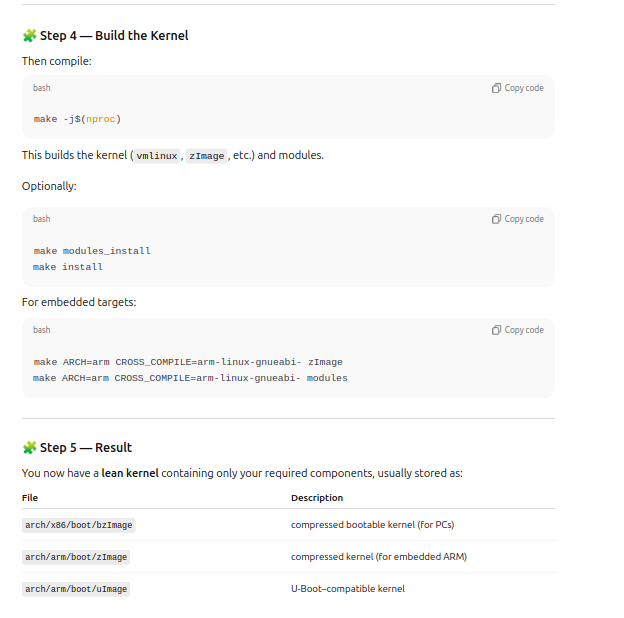 🧩 Step 4 — Build the Kernel
Then compile:
bash
Copy code
make -j$(nproc)
This builds the kernel (vmlinux, zImage, etc.) and modules.
Optionally:
bash
Copy code
make modules_install
make install
For embedded targets:
bash
Copy code
make ARCH=arm CROSS_COMPILE=arm-linux-gnueabi- zImage
make ARCH=arm CROSS_COMPILE=arm-linux-gnueabi- modules
🧩 Step 5 — Result
You now have a lean kernel containing only your required components, usually stored as:
File Description
arch/x86/boot/bzImage compressed bootable kernel (for PCs)
arch/arm/boot/zImage compressed kernel (for embedded ARM)
arch/arm/boot/uImage U-Boot–compatible kernel